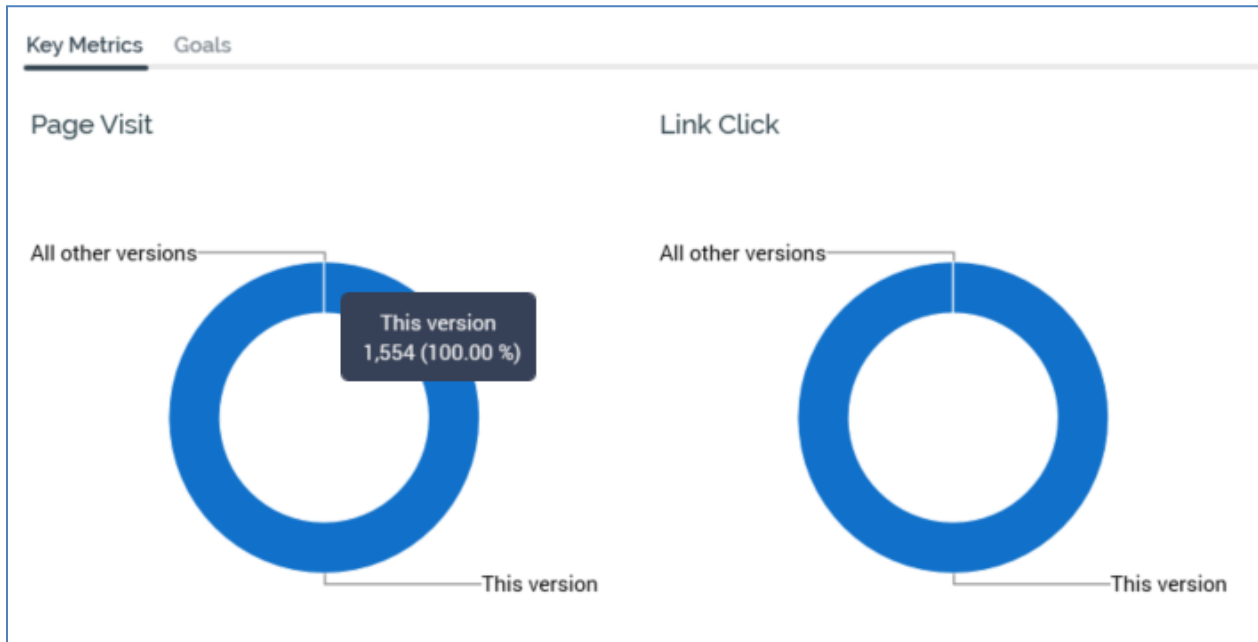 Key Metrics Goals
Page Visit
All other versions
This version
1,554 (100.00 %)
This version
Link Click
All other versions
This version